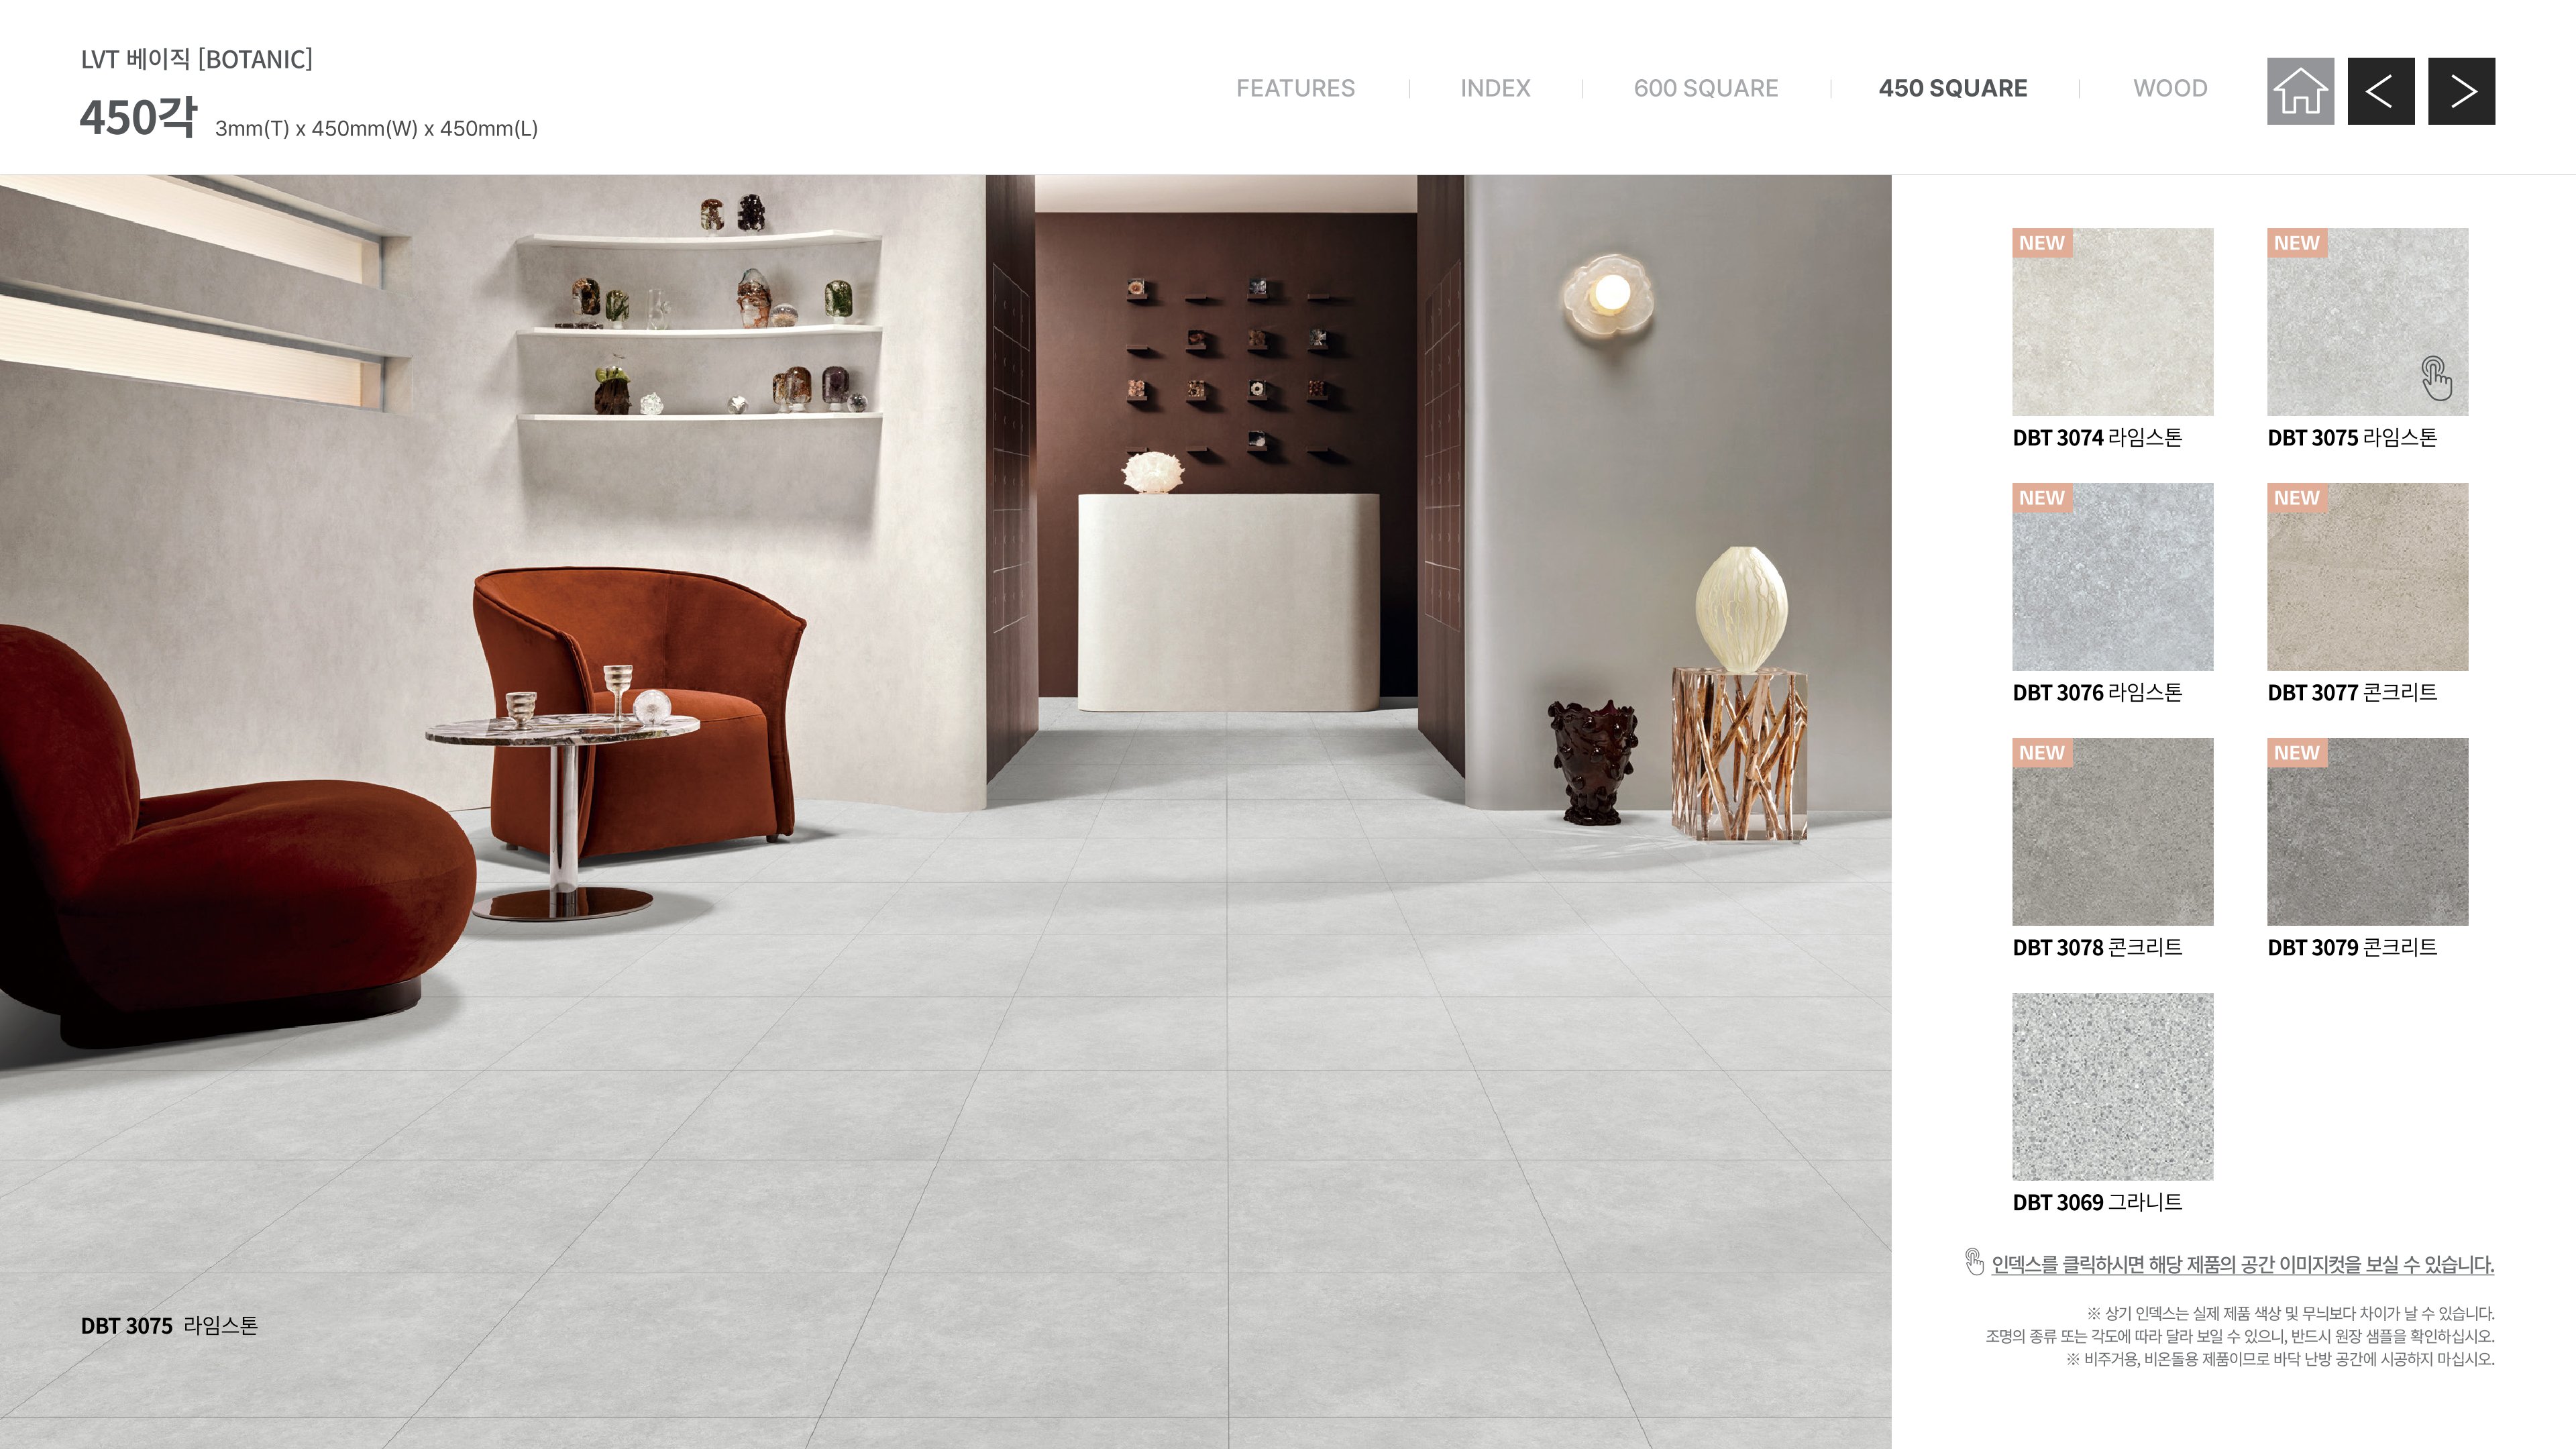 LVT 베이직 [BOTANIC]
450각 3mm(T) x 450mm(W) x 450mm(L)
FEATURES
INDEX
600 SQUARE
450 SQUARE
WOOD
NEW
NEW
DBT 3074 라임스톤
DBT 3075 라임스톤
NEW
NEW
DBT 3076 라임스톤
DBT 3077 콘크리트
NEW
NEW
DBT 3078 콘크리트
DBT 3079 콘크리트
DBT 3069 그라니트
인덱스를 클릭하시면 해당 제품의 공간 이미지컷을 보실 수 있습니다.
※ 상기 인덱스는 실제 제품 색상 및 무늬보다 차이가 날 수 있습니다.
조명의 종류 또는 각도에 따라 달라 보일 수 있으니, 반드시 원장 샘플을 확인하십시오.
※ 비주거용, 비온돌용 제품이므로 바닥 난방 공간에 시공하지 마십시오.
DBT 3075 라임스톤